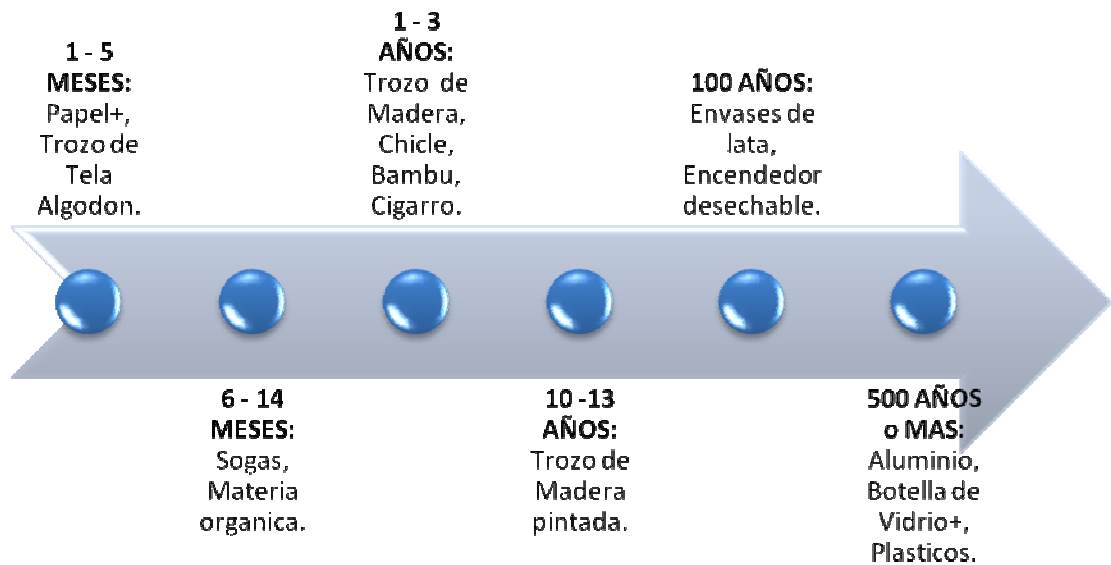 1 - 5
MESES:
Papel+,
Trozo de
Tela
Algodon.
6 - 14
MESES:
Sogas,
Materia
organica.
1 - 3
AÑOS:
Trozo de
Madera,
Chicle,
Bambu,
Cigarro.
10 -13
AÑOS:
Trozo de
Madera
pintada.
100 AÑOS:
Envases de
lata,
Encendedor
desechable.
500 AÑOS
o MAS:
Aluminio,
Botella de
Vidrio+,
Plasticos.